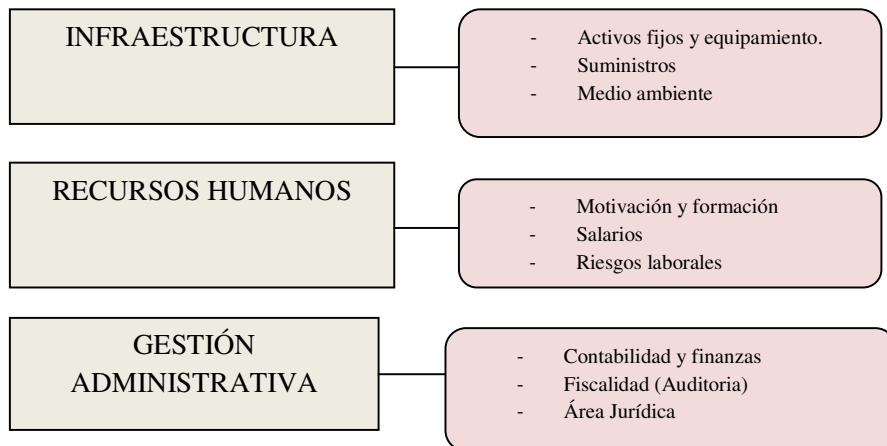 INFRAESTRUCTURA
- Activos fijos y equipamiento.
- Suministros
- Medio ambiente
RECURSOS HUMANOS
- Motivación y formación
- Salarios
- Riesgos laborales
GESTIÓN
ADMINISTRATIVA
- Contabilidad y finanzas
- Fiscalidad (Auditoria)
- Área Jurídica